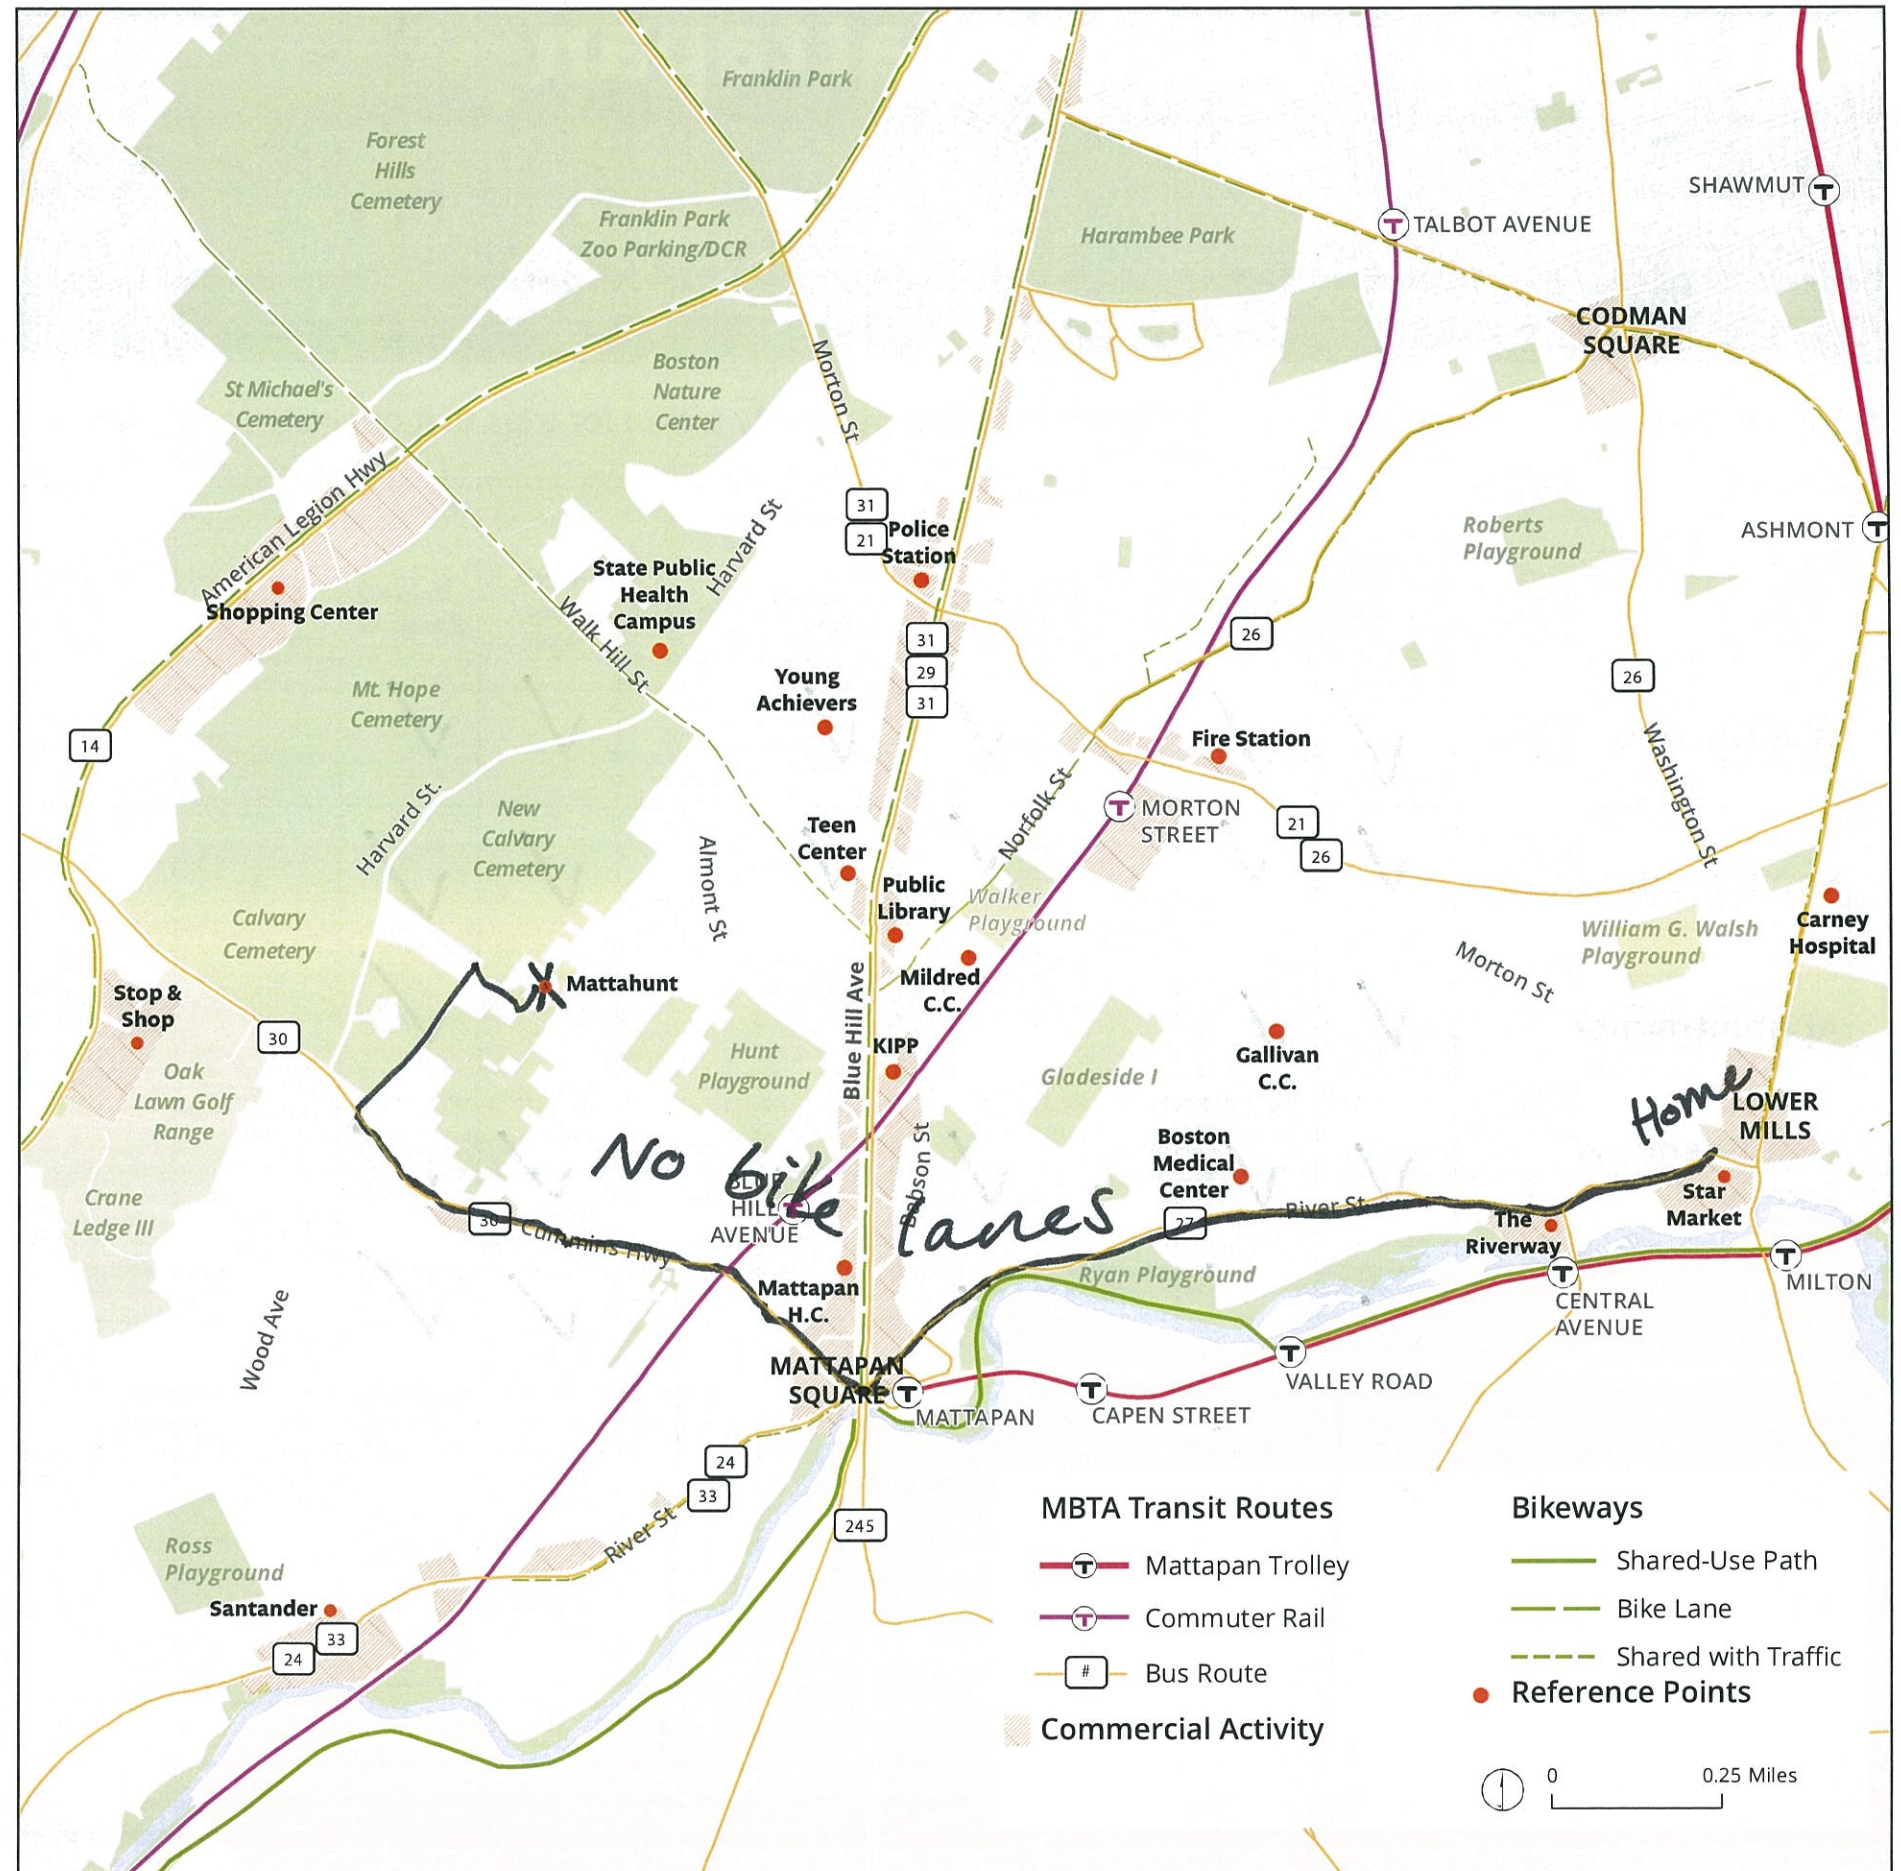 Franklin Park
Forest
Hills
Cemetery
Franklin Park
Zoo Parking/DCR
Harambee Park
SHAWMUT
TALBOT AVENUE
CODMAN
SQUARE
Boston
Nature
Center
St Michael's
Cemetery
Morton St
American Legion Hwy
31
21
Police
Station
Harvard St
Roberts
Playground
ASHMONT
State Public
Health
Campus
Shopping Center
Walk Hill St
31
29
31
26
26
Mt. Hope
Cemetery
Young
Achievers
14
Fire Station
Washington St
Norfolk St
MORTON
STREET
21
26
Harvard St.
New
Calvary
Cemetery
Almont St
Teen
Center
Public
Library
Walker
Playground
Carney
Hospital
Calvary
Cemetery
William G. Walsh
Playground
Morton St
Mattahunt
Blue Hill Ave
Mildred
C.C.
Stop &
Shop
30
KIPP
Gallivan
C.C.
Hunt
Playground
Gladeside I
Oak
Lawn Golf
Range
Home
LOWER
MILLS
No bike lanes
Babson St
Boston
Medical
Center
BLUE
HILL
AVENUE
Crane
Ledge III
30
Cummins Hwy
27
River St
The
Riverway
Star
Market
Mattapan
H.C.
Ryan Playground
MILTON
CENTRAL
AVENUE
Wood Ave
MATTAPAN
SQUARE
MATTAPAN
CAPEN STREET
VALLEY ROAD
24
33
River St
245
Ross
Playground
Santander
33
24
MBTA Transit Routes
Mattapan Trolley
Commuter Rail
# Bus Route
Commercial Activity
Bikeways
Shared-Use Path
Bike Lane
Shared with Traffic
Reference Points
0 0.25 Miles